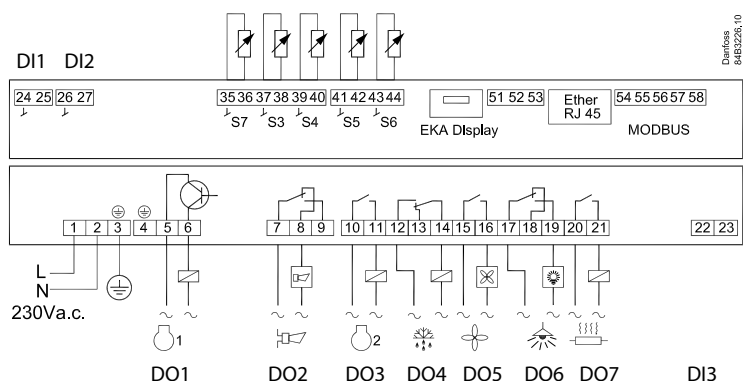 Danfoss
84B3226.10
DI1 DI2
24 25 26 27 35 36 37 38 39 40 41 42 43 44 51 52 53 54 55 56 57 58
Ether
RJ 45
S7 S3 S4 S5 S6
EKA Display
MODBUS
1 2 3 4 5 6 7 8 9 10 11 12 13 14 15 16 17 18 19 20 21 22 23
L
N
230Va.c.
1 2
DO1 DO2 DO3 DO4 DO5 DO6 DO7 DI3